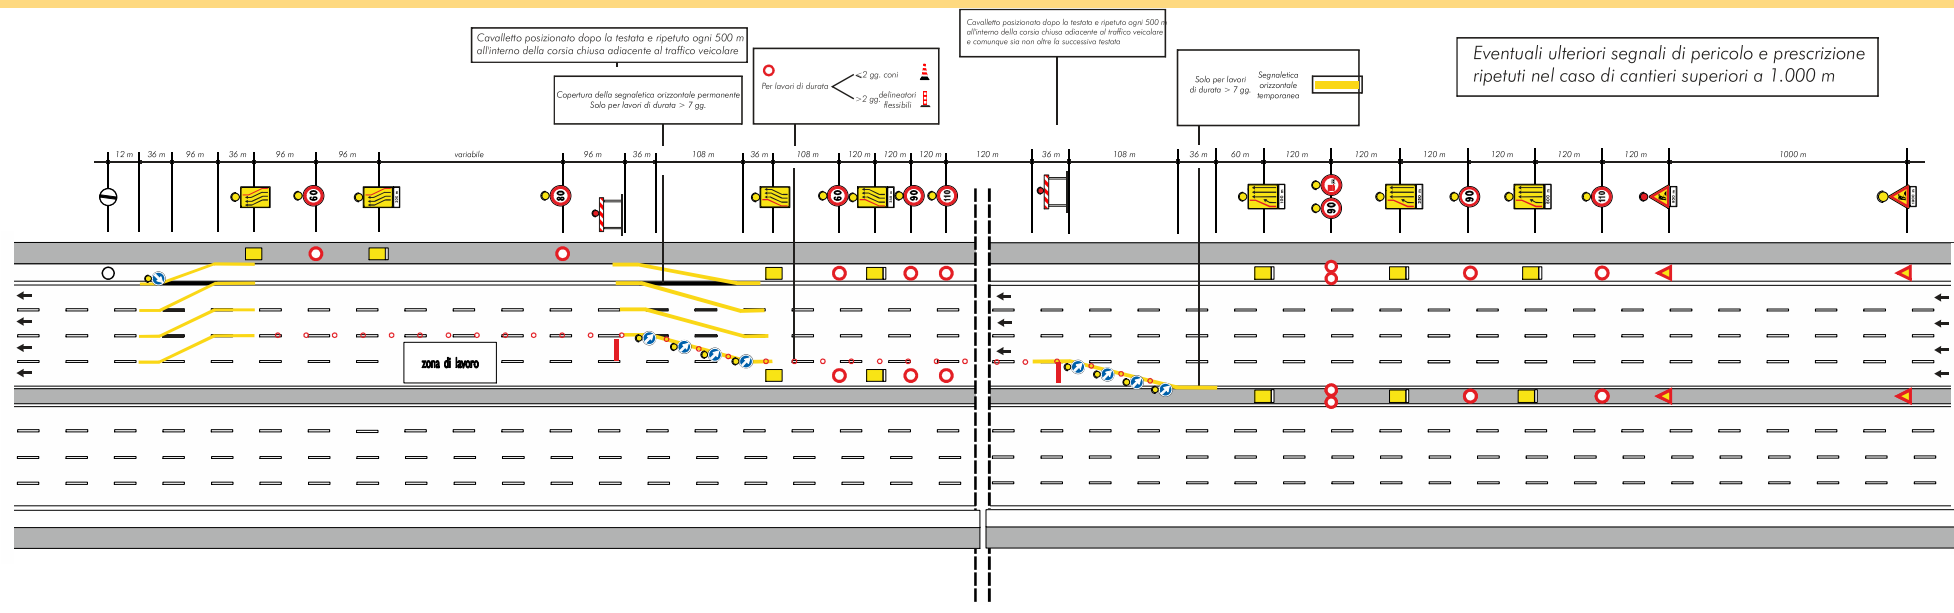 Cavalletto posizionato dopo la testata e ripetuto ogni 500 m
all'interno della corsia chiusa adiacente al traffico veicolare
Copertura della segnaletica orizzontale permanente
Solo per lavori di durata > 7 gg.
Per lavori di durata
<2 gg. coni
>2 gg. delineatori
flessibili
Cavalletto posizionato dopo la testata e ripetuto ogni 500 m
all'interno della corsia chiusa adiacente al traffico veicolare
e comunque sia non oltre la successiva testata
Solo per lavori
di durata > 7 gg.
Segnaletica
orizzontale
temporanea
Eventuali ulteriori segnali di pericolo e prescrizione
ripetuti nel caso di cantieri superiori a 1.000 m
12 m 36 m 96 m 36 m 96 m 96 m variabile 96 m 36 m 108 m 36 m 108 m 120 m 120 m 120 m 120 m 36 m 108 m 36 m 60 m 120 m 120 m 120 m 120 m 120 m 120 m 1000 m
60 80 60 90 110 90 90 110
zona di lavoro